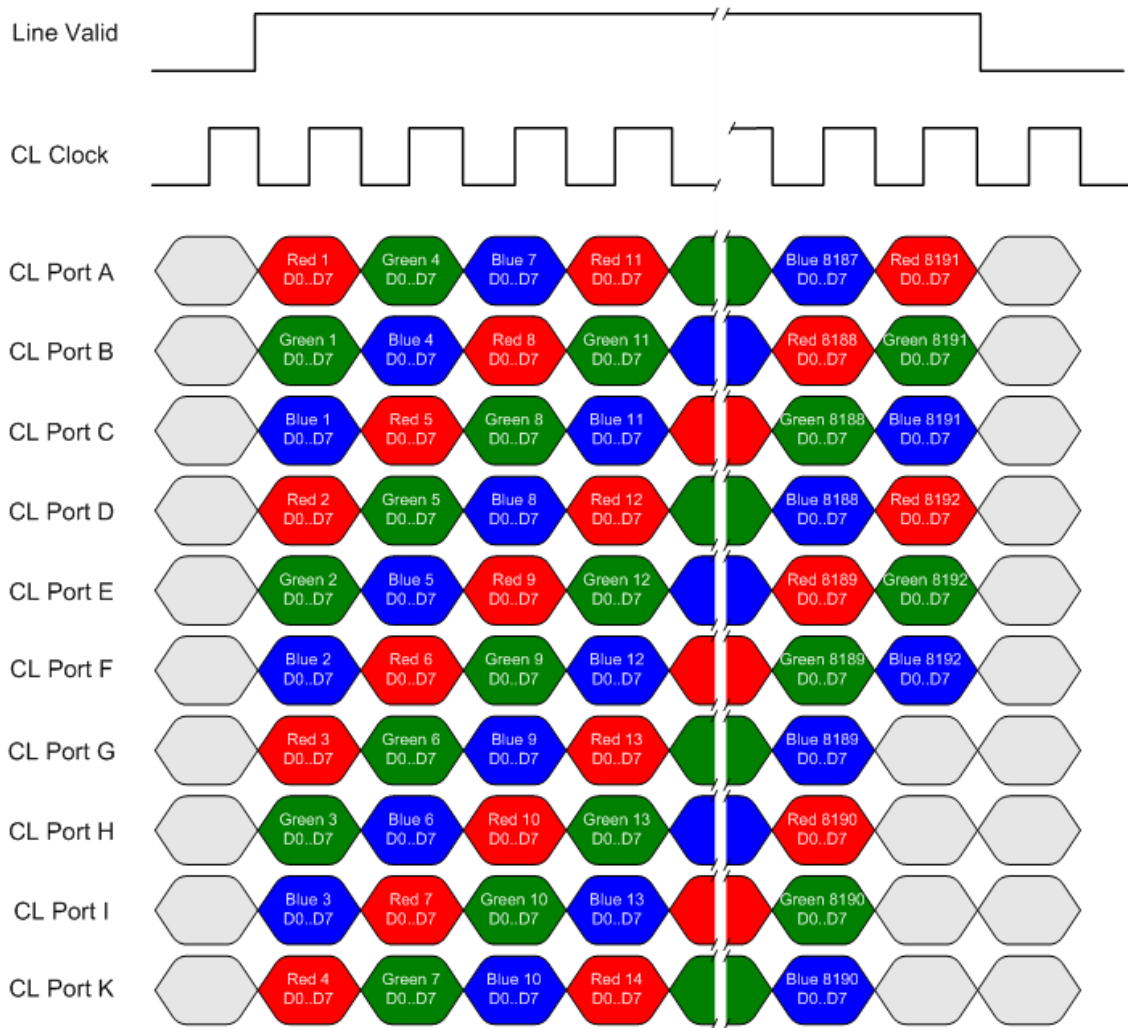 Line Valid
CL Clock
CL Port A
Red 1 Green 4 Blue 7 Red 11 Blue 8187 Red 8191
D0..D7 D0..D7 D0..D7 D0..D7 D0..D7 D0..D7
CL Port B
Green 1 Blue 4 Red 8 Green 11 Red 8188 Green 8191
D0..D7 D0..D7 D0..D7 D0..D7 D0..D7 D0..D7
CL Port C
Blue 1 Red 5 Green 8 Blue 11 Green 8188 Blue 8191
D0..D7 D0..D7 D0..D7 D0..D7 D0..D7 D0..D7
CL Port D
Red 2 Green 5 Blue 8 Red 12 Blue 8188 Red 8192
D0..D7 D0..D7 D0..D7 D0..D7 D0..D7 D0..D7
CL Port E
Green 2 Blue 5 Red 9 Green 12 Red 8189 Green 8192
D0..D7 D0..D7 D0..D7 D0..D7 D0..D7 D0..D7
CL Port F
Blue 2 Red 6 Green 9 Blue 12 Green 8189 Blue 8192
D0..D7 D0..D7 D0..D7 D0..D7 D0..D7 D0..D7
CL Port G
Red 3 Green 6 Blue 9 Red 13 Blue 8189
D0..D7 D0..D7 D0..D7 D0..D7 D0..D7
CL Port H
Green 3 Blue 6 Red 10 Green 13 Red 8190
D0..D7 D0..D7 D0..D7 D0..D7 D0..D7
CL Port I
Blue 3 Red 7 Green 10 Blue 13 Green 8190
D0..D7 D0..D7 D0..D7 D0..D7 D0..D7
CL Port K
Red 4 Green 7 Blue 10 Red 14 Blue 8190
D0..D7 D0..D7 D0..D7 D0..D7 D0..D7